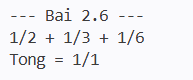 --- Bai 2.6 ---
1/2 + 1/3 + 1/6
Tong = 1/1